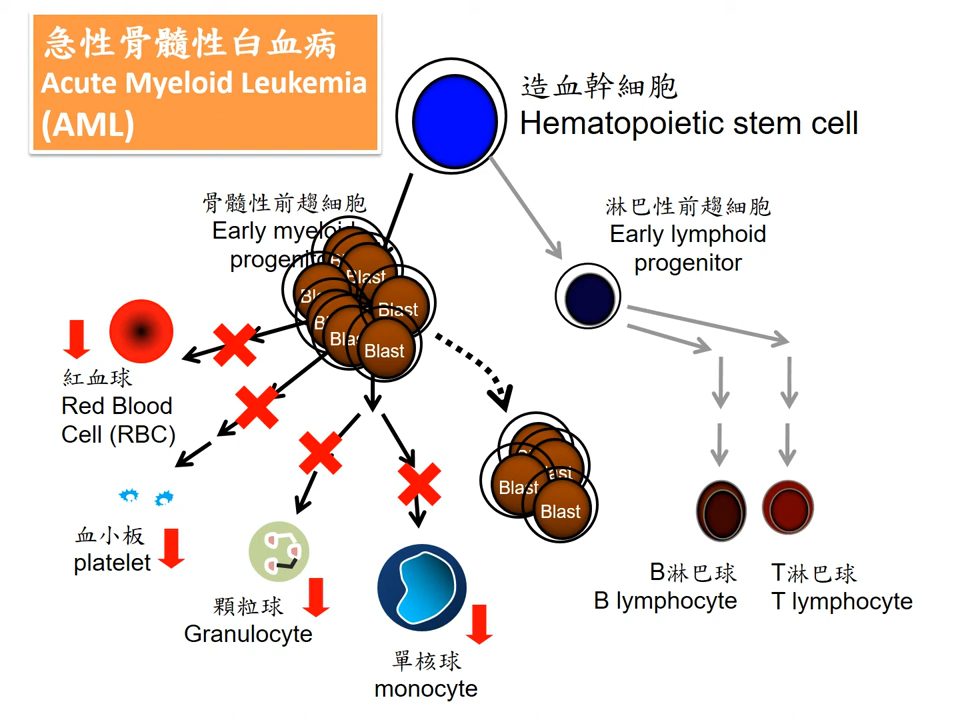 急性骨髓性白血病
Acute Myeloid Leukemia
(AML)
造血幹細胞
Hematopoietic stem cell
骨髓性前趨細胞
Early myeloid
progenitor
淋巴性前趨細胞
Early lymphoid
progenitor
Blast
Blast
Blast
紅血球
Red Blood
Cell (RBC)
Blast
Blast
血小板
platelet
顆粒球
Granulocyte
單核球
monocyte
B淋巴球
B lymphocyte
T淋巴球
T lymphocyte